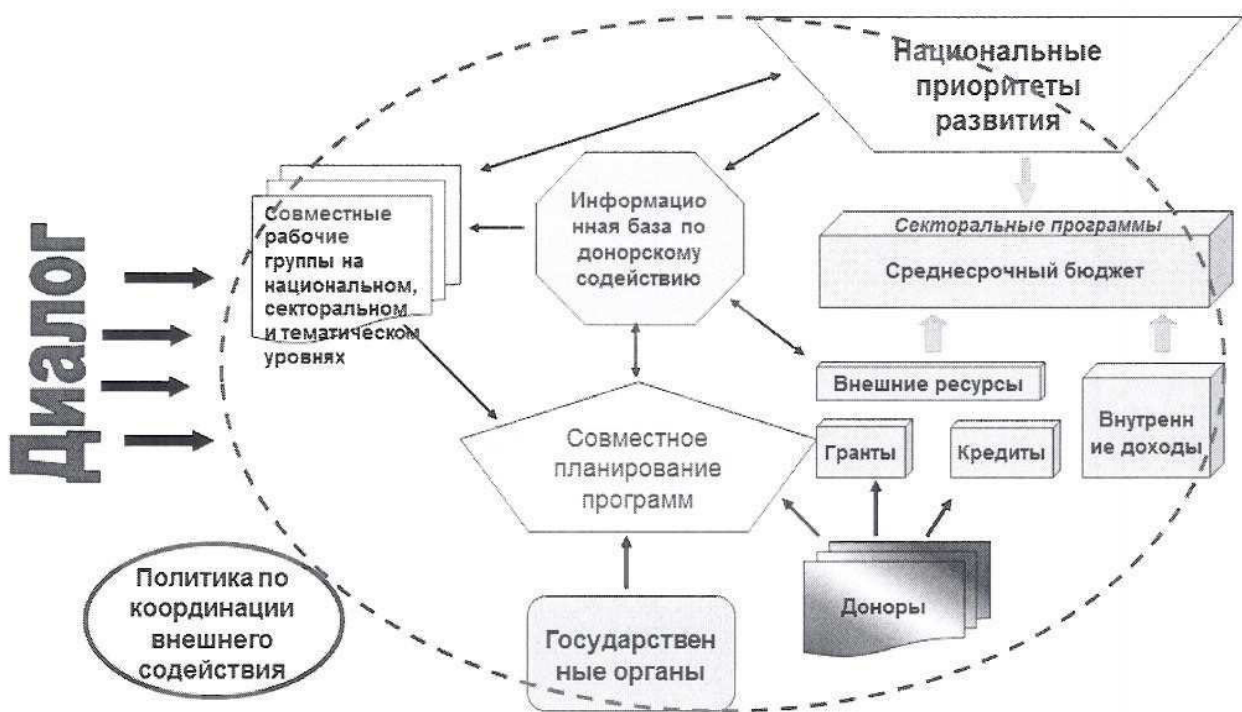 Национальные
приоритеты
развития
Диалог
Совместные
рабочие
группы на
национальном,
секторальном
и тематическом
уровнях
Информацио
нная база по
донорскому
содействию
Секторальные программы
Среднесрочный бюджет
Внешние ресурсы
Гранты
Кредиты
Внутренн
ие доходы
Совместное
планирование
программ
Доноры
Государствен
ные органы
Политика по
координации
внешнего
содействия